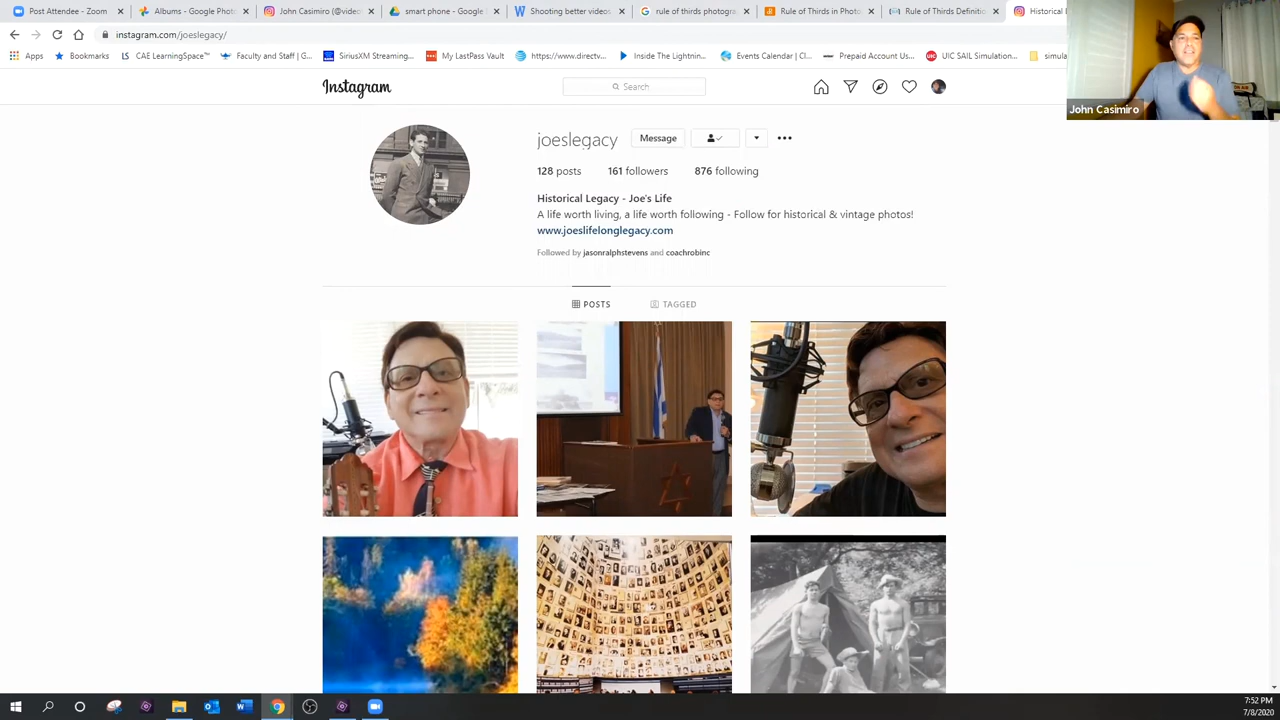 Post Attendee - Zoom
Albums - Google Phot
John Casimiro (@videor
smart phone - Google
Shooting better videos
rule of thirds photogra
Rule of Thirds in Photo
Rule of Thirds Definitio
Historical
instagram.com/joeslegacy/
Apps
Bookmarks
CAE LearningSpace™
Faculty and Staff | G...
SiriusXM Streaming...
My LastPass Vault
https://www.directv...
Inside The Lightnin...
Events Calendar | Cl...
Prepaid Account Us...
UIC SAIL Simulation...
simula
John Casimiro
Instagram
Search
joeslegacy
Message
128 posts 161 followers 876 following
Historical Legacy - Joe's Life
A life worth living, a life worth following - Follow for historical & vintage photos!
www.joeslifelonglegacy.com
Followed by jasonralphstevens and coachrobinc
POSTS
TAGGED
7:52 PM
7/8/2020